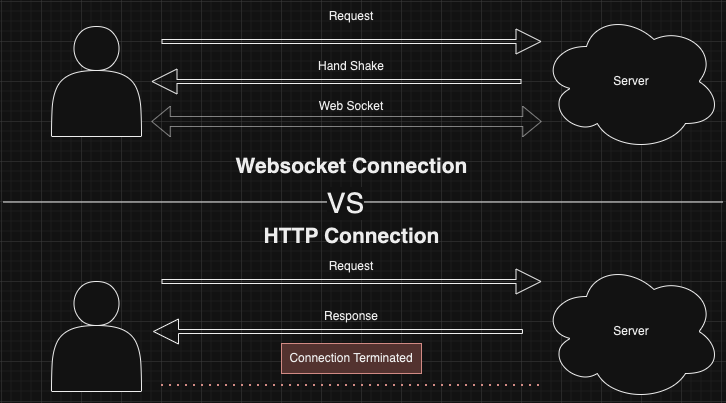 Request
Hand Shake
Server
Web Socket
Websocket Connection
VS
HTTP Connection
Request
Response
Server
Connection Terminated